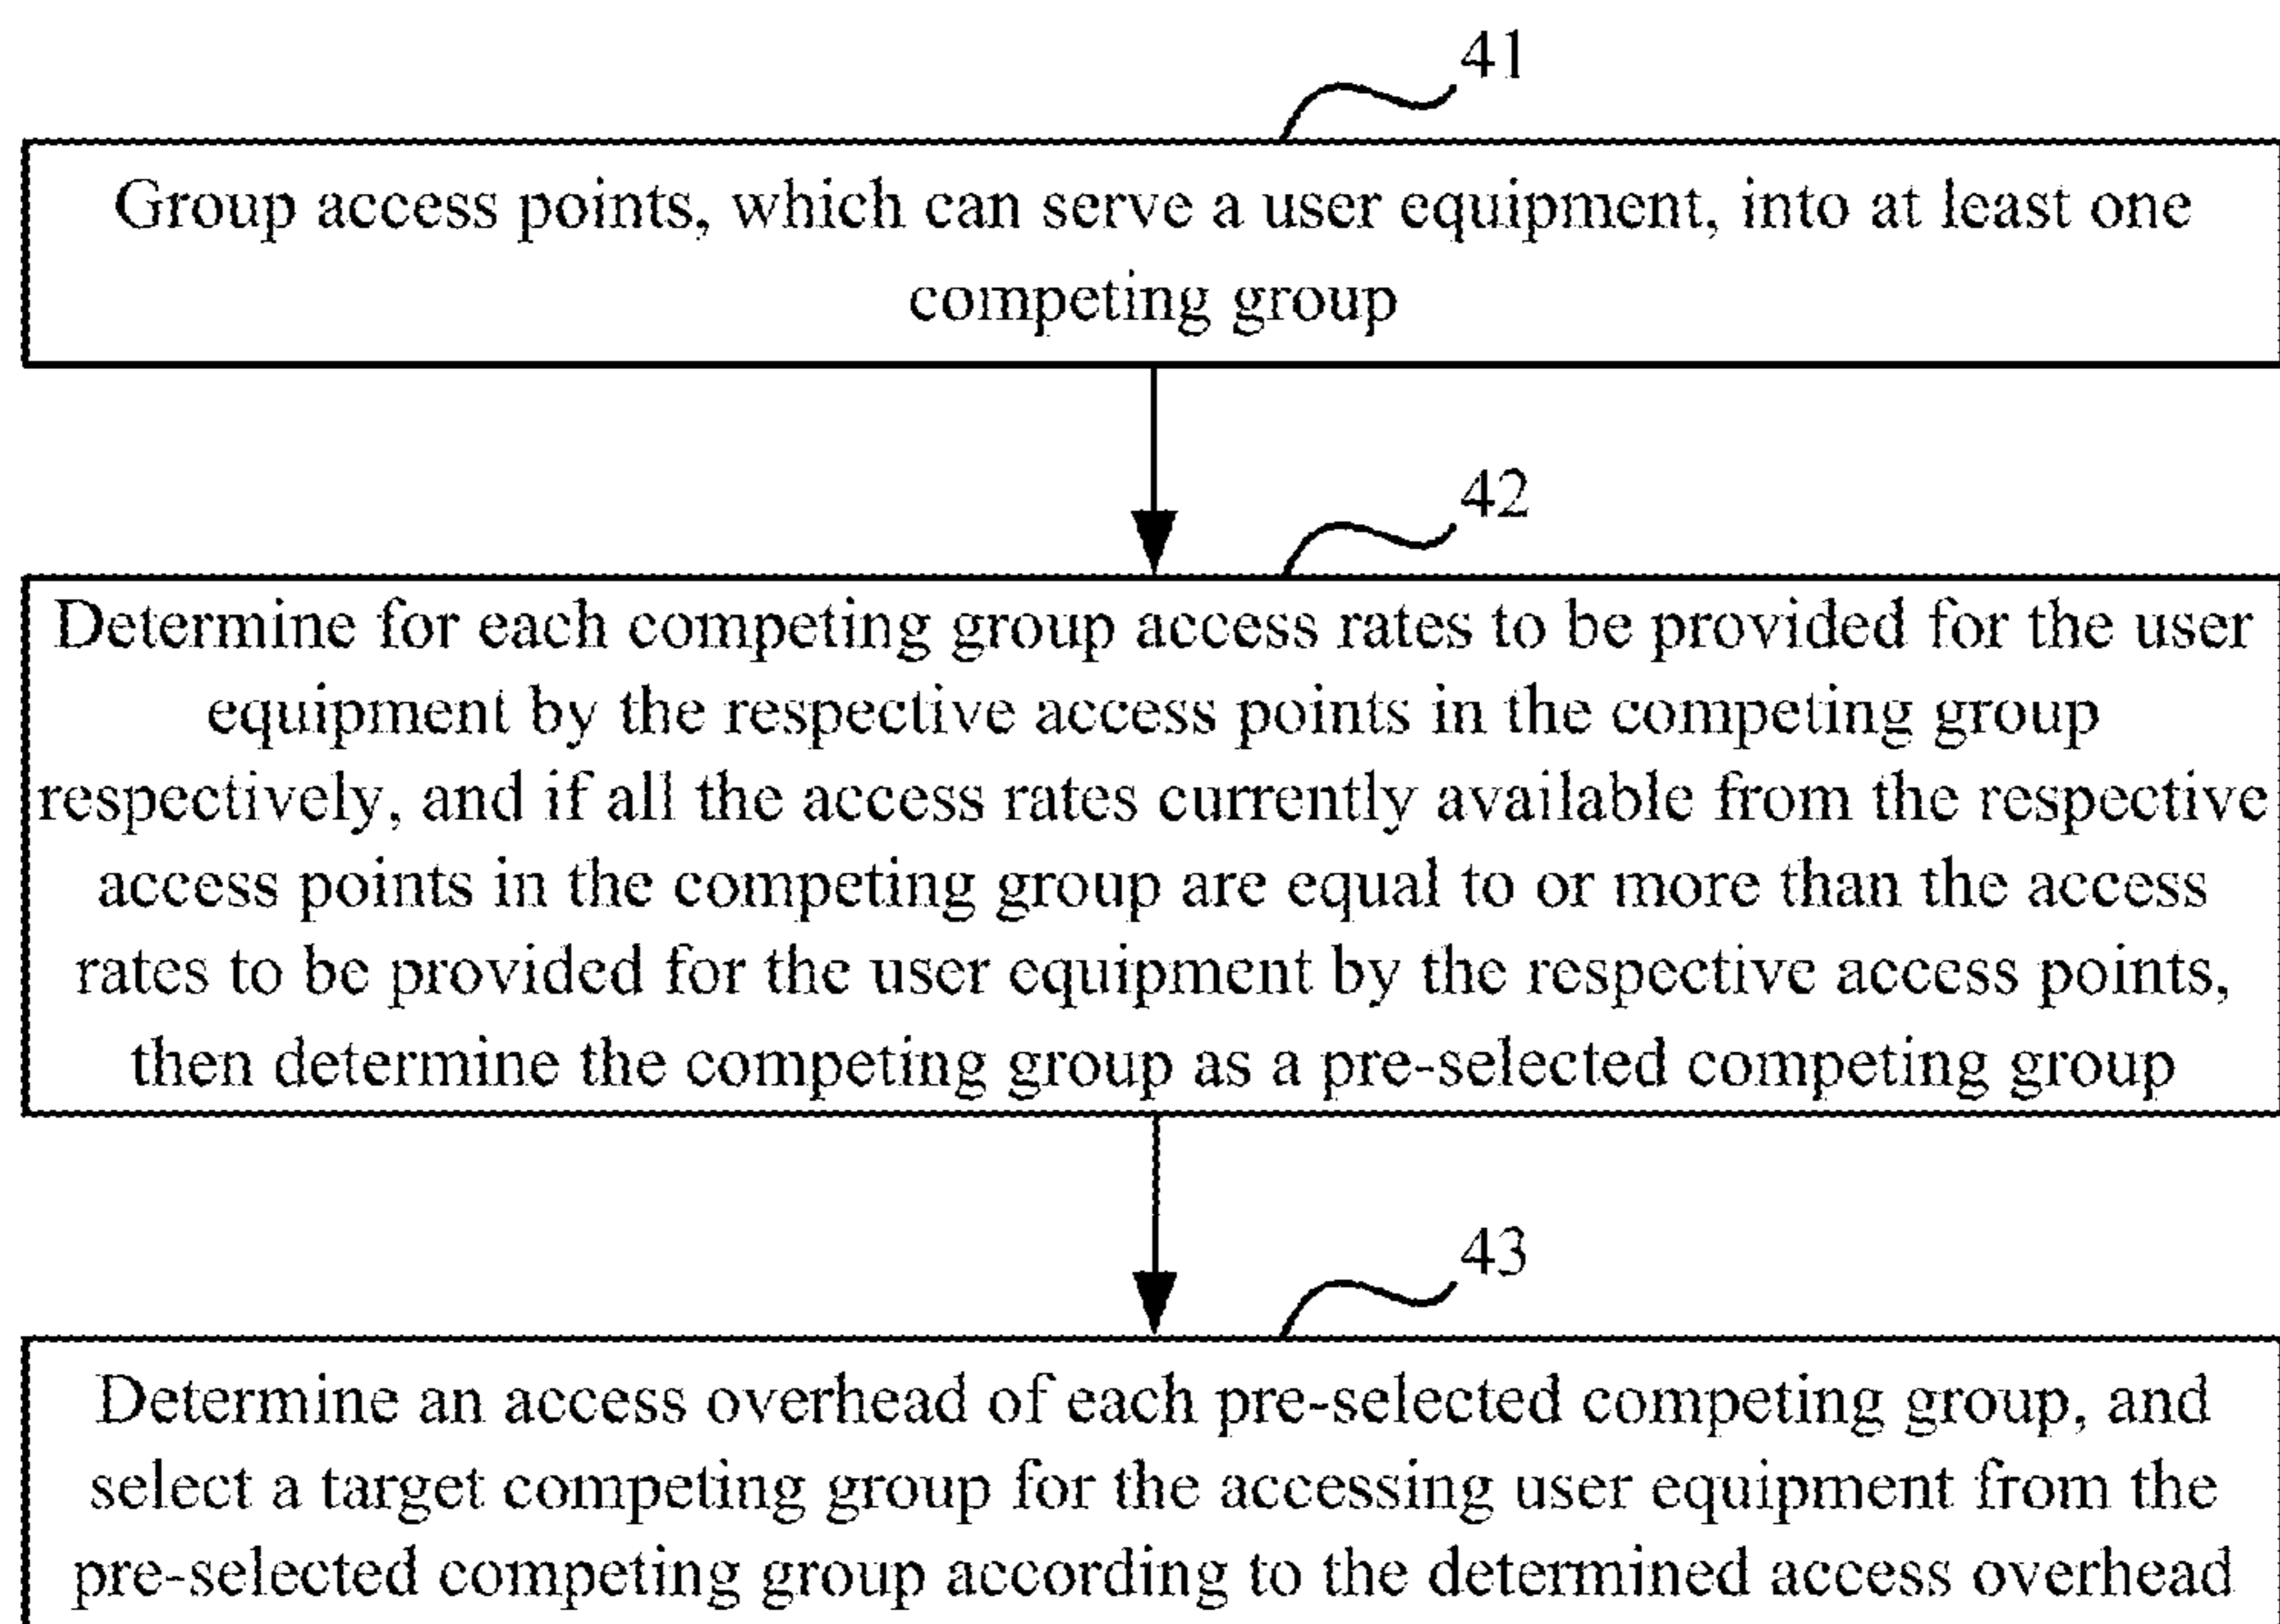 41
Group access points, which can serve a user equipment, into at least one
competing group
42
Determine for each competing group access rates to be provided for the user
equipment by the respective access points in the competing group
respectively, and if all the access rates currently available from the respective
access points in the competing group are equal to or more than the access
rates to be provided for the user equipment by the respective access points,
then determine the competing group as a pre-selected competing group
43
Determine an access overhead of each pre-selected competing group, and
select a target competing group for the accessing user equipment from the
pre-selected competing group according to the determined access overhead